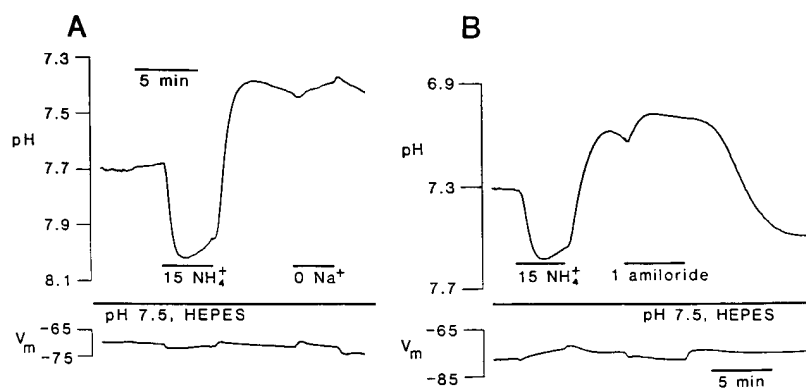 A
7.3
5 min
7.5
pH
7.7
7.9
8.1
15 NH₄⁺
0 Na⁺
pH 7.5, HEPES
Vm
-65
-75
B
6.9
pH
7.3
7.7
15 NH₄⁺
1 amiloride
pH 7.5, HEPES
Vm
-65
-85
5 min